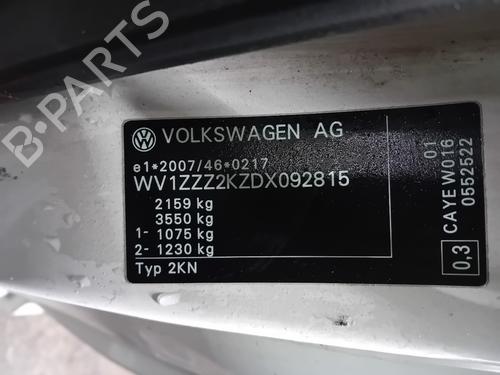 B-PARTS
VOLKSWAGEN AG
e1*2007/46*0217
WV1ZZZ2KZDX092815
2159 kg
3550 kg
1- 1075 kg
2- 1230 kg
Typ 2KN
0,3
CAYE W016
0552522
01